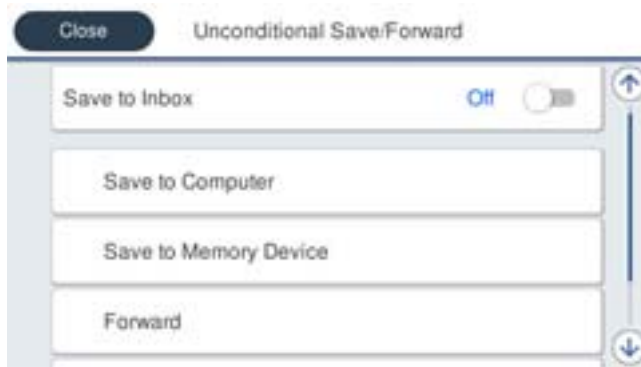 Close
Unconditional Save/Forward
Save to Inbox
Off
Save to Computer
Save to Memory Device
Forward